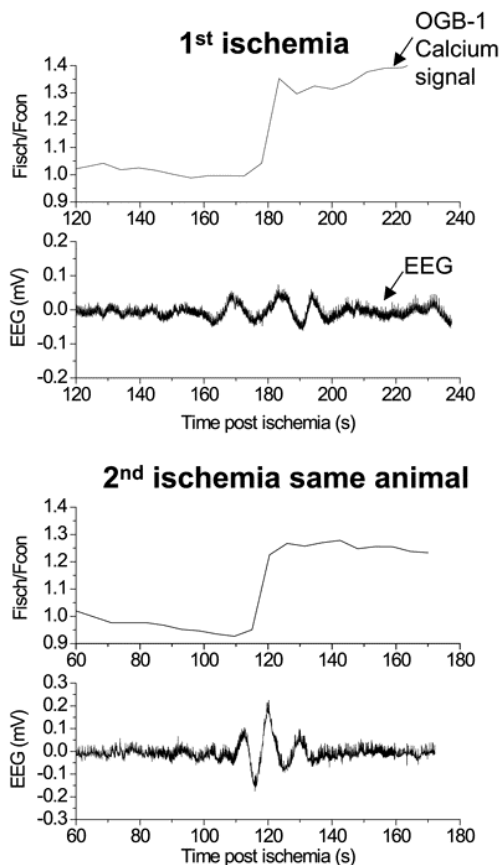 1st ischemia
OGB-1
Calcium
signal
Fisch/Fcon
1.4
1.3
1.2
1.1
1.0
0.9
120 140 160 180 200 220 240
EEG (mV)
0.2
0.1
0.0
-0.1
-0.2
EEG
120 140 160 180 200 220 240
Time post ischemia (s)
2nd ischemia same animal
Fisch/Fcon
1.4
1.3
1.2
1.1
1.0
0.9
60 80 100 120 140 160 180
EEG (mV)
0.3
0.2
0.1
0.0
-0.1
-0.2
-0.3
60 80 100 120 140 160 180
Time post ischemia (s)